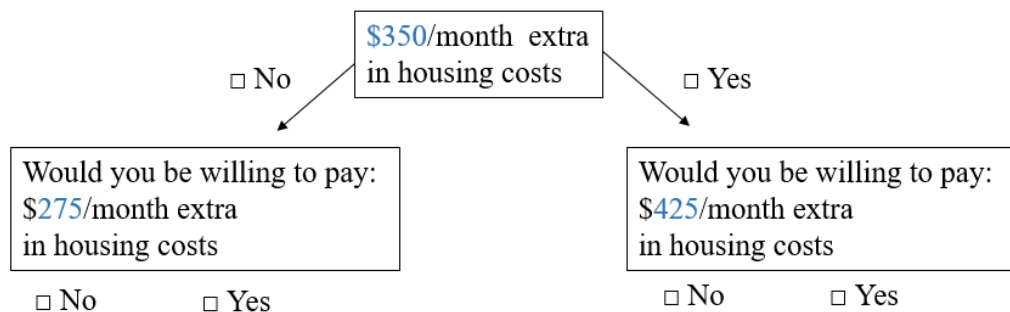 $350/month extra
in housing costs
□ No
□ Yes
Would you be willing to pay:
$275/month extra
in housing costs
□ No □ Yes
Would you be willing to pay:
$425/month extra
in housing costs
□ No □ Yes